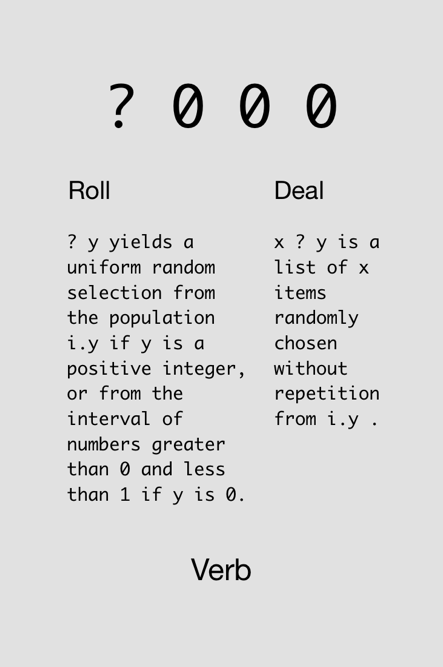 ? 0 0 0
Roll
? y yields a
uniform random
selection from
the population
i.y if y is a
positive integer,
or from the
interval of
numbers greater
than 0 and less
than 1 if y is 0.
Deal
x ? y is a
list of x
items
randomly
chosen
without
repetition
from i.y .
Verb